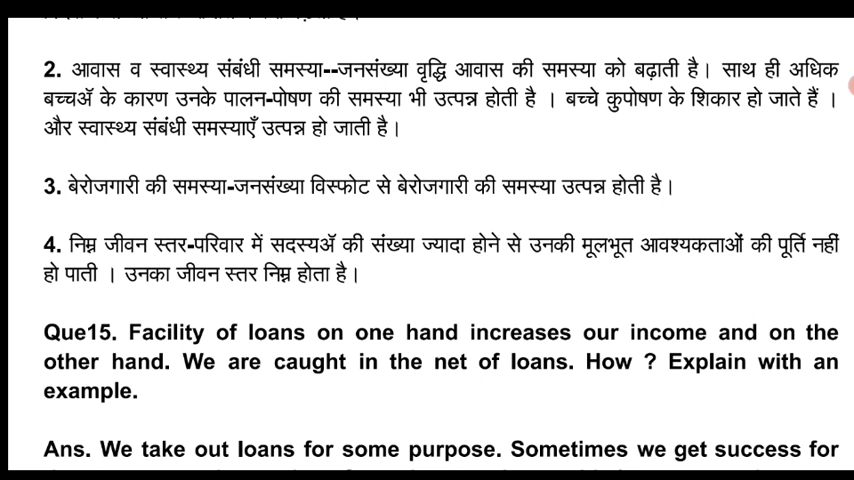 2. आवास व स्वास्थ्य संबंधी समस्या--जनसंख्या वृद्धि आवास की समस्या को बढ़ाती है। साथ ही अधिक
बच्चअॅ के कारण उनके पालन-पोषण की समस्या भी उत्पन्न होती है । बच्चे कुपोषण के शिकार हो जाते हैं ।
और स्वास्थ्य संबंधी समस्याएँ उत्पन्न हो जाती है।
3. बेरोजगारी की समस्या-जनसंख्या विस्फोट से बेरोजगारी की समस्या उत्पन्न होती है।
4. निम्न जीवन स्तर-परिवार में सदस्यअॅ की संख्या ज्यादा होने से उनकी मूलभूत आवश्यकताओं की पूर्ति नहीं
हो पाती । उनका जीवन स्तर निम्न होता है।
Que15. Facility of loans on one hand increases our income and on the
other hand. We are caught in the net of loans. How ? Explain with an
example.
Ans. We take out loans for some purpose. Sometimes we get success for